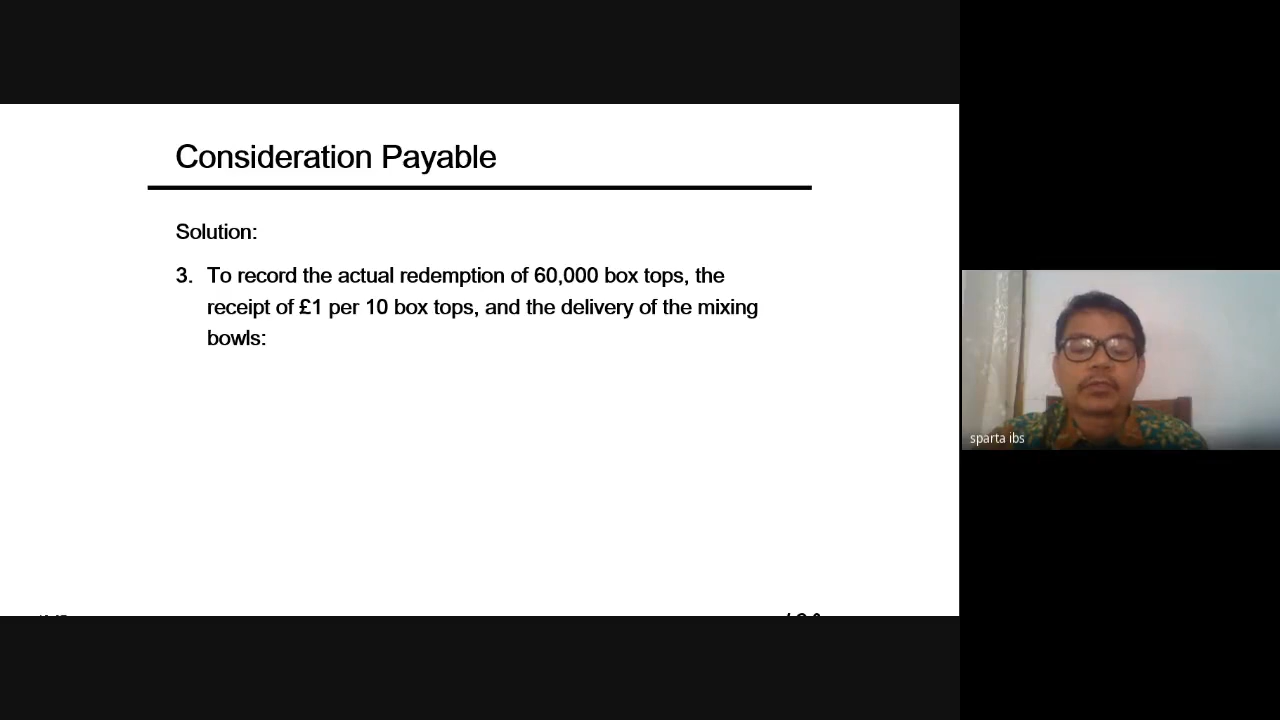 Consideration Payable
Solution:
3. To record the actual redemption of 60,000 box tops, the
receipt of £1 per 10 box tops, and the delivery of the mixing
bowls:
sparta ibs